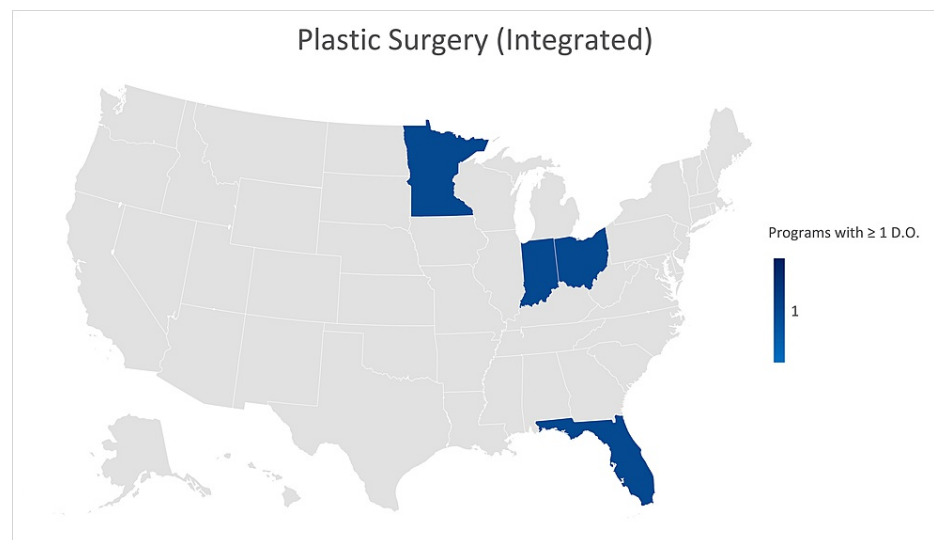 Plastic Surgery (Integrated)
Programs with ≥ 1 D.O.
1